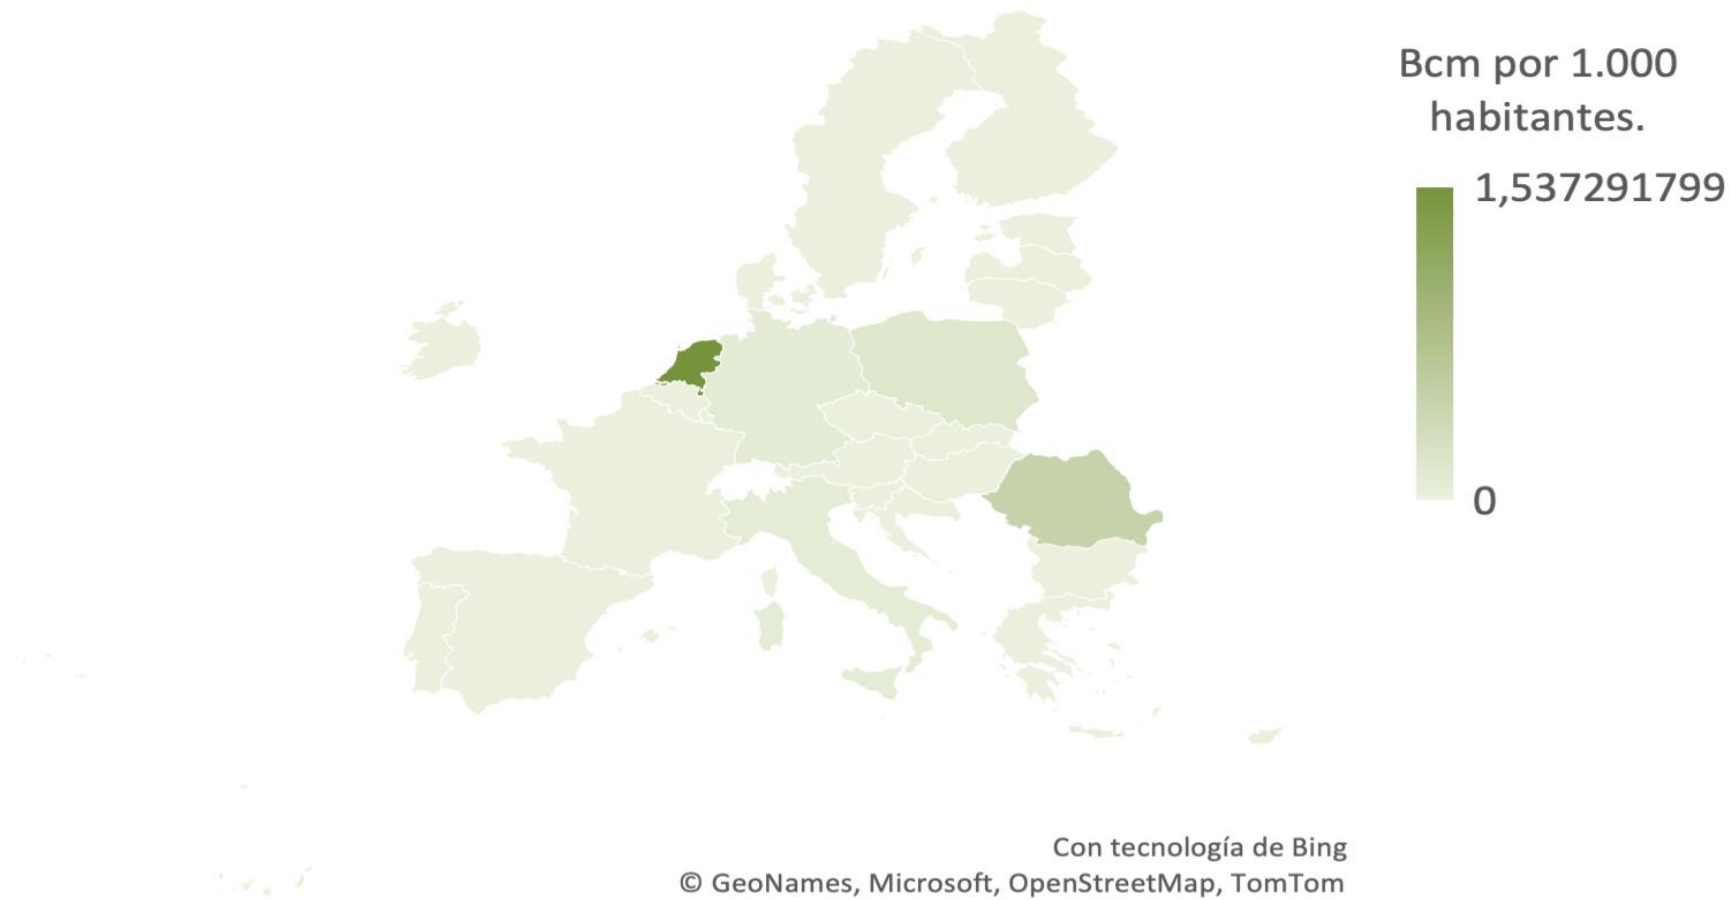 Bcm por 1.000
habitantes.
1,537291799
0
Con tecnología de Bing
© GeoNames, Microsoft, OpenStreetMap, TomTom